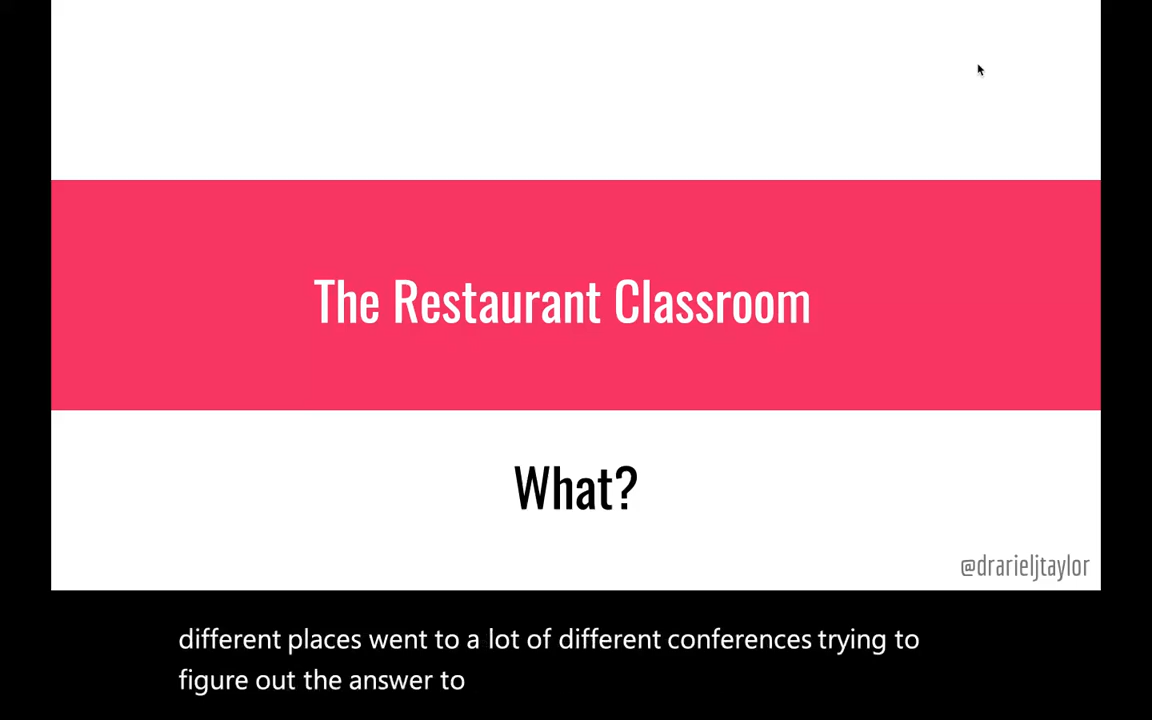 The Restaurant Classroom
What?
@drarieljtaylor
different places went to a lot of different conferences trying to
figure out the answer to